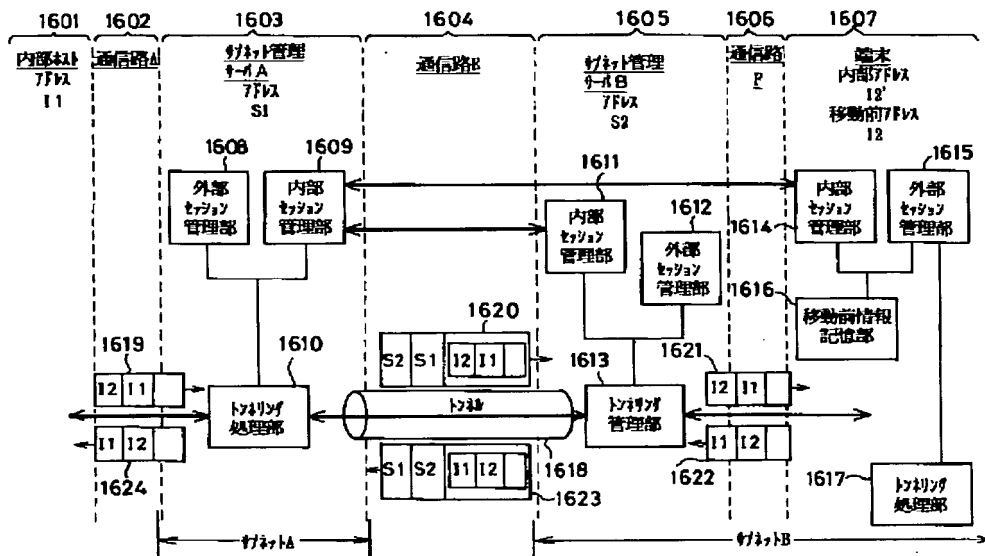 1601
1602
1603
1604
1605
1606
1607
内部ホスト
アドレス
I1
通信路A
サブネット管理
サーバA
アドレス
S1
通信路E
サブネット管理
サーバB
アドレス
S2
通信路
F
端末
内部アドレス
I2'
移動前アドレス
I2
1608
1609
1611
1612
1615
外部
セッション
管理部
内部
セッション
管理部
内部
セッション
管理部
外部
セッション
管理部
内部
セッション
管理部
外部
セッション
管理部
1614
1616
移動前情報
記憶部
1619
1610
1620
1613
1621
I2 I1
S2 S1 I2 I1
I2 I1
トンネリング
処理部
トンネル
トンネリング
管理部
I1 I2
S1 S2 I1 I2
I1 I2
1624
1618
1623
1622
1617
トンネリング
処理部
サブネットA
サブネットB